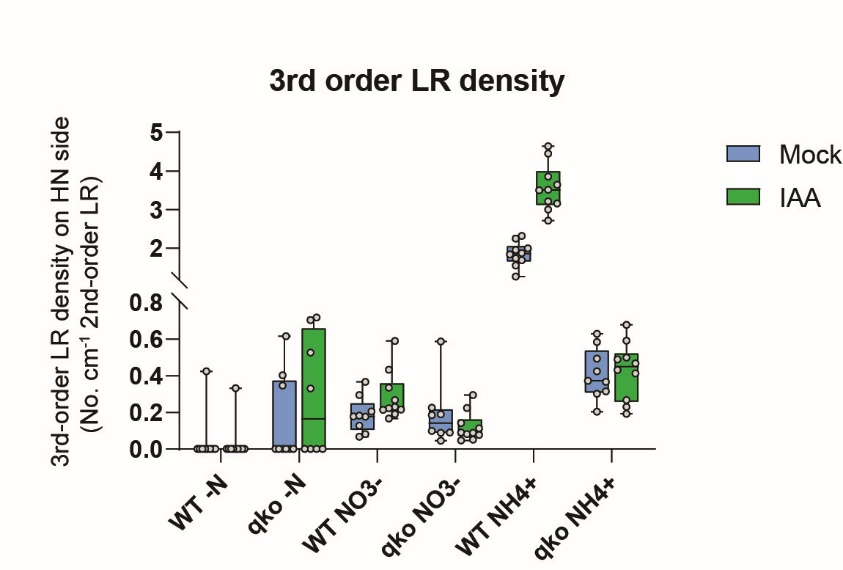 3rd order LR density
3rd-order LR density on HN side
(No. cm⁻¹ 2nd-order LR)
5
4
3
2
0.8
0.6
0.4
0.2
0.0
WT -N
qko -N
WT NO3-
qko NO3-
WT NH4+
qko NH4+
Mock
IAA